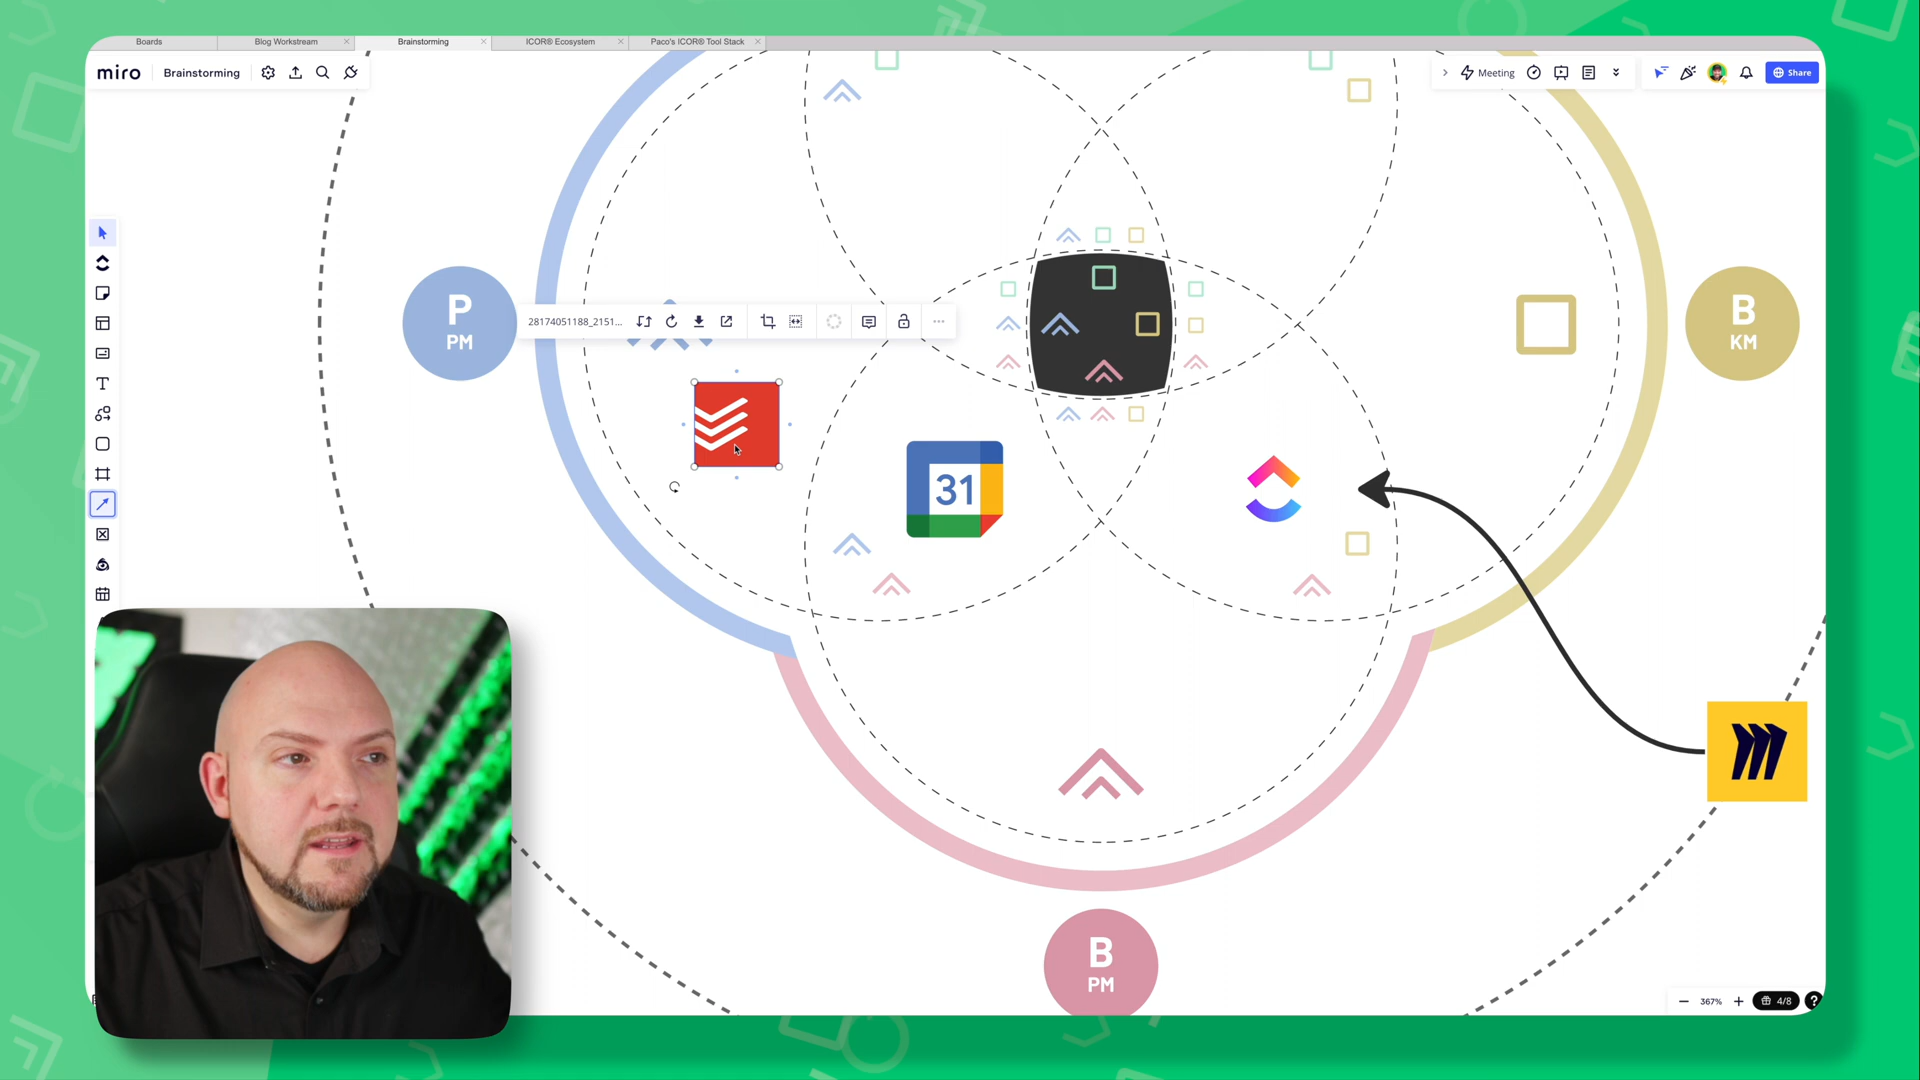 Boards
Blog Workstream
Brainstorming
ICOR® Ecosystem
Paco's ICOR® Tool Stack
miro
Brainstorming
Meeting
Share
P
PM
28174051188_2151...
B
KM
31
B
PM
367%
4/8
?